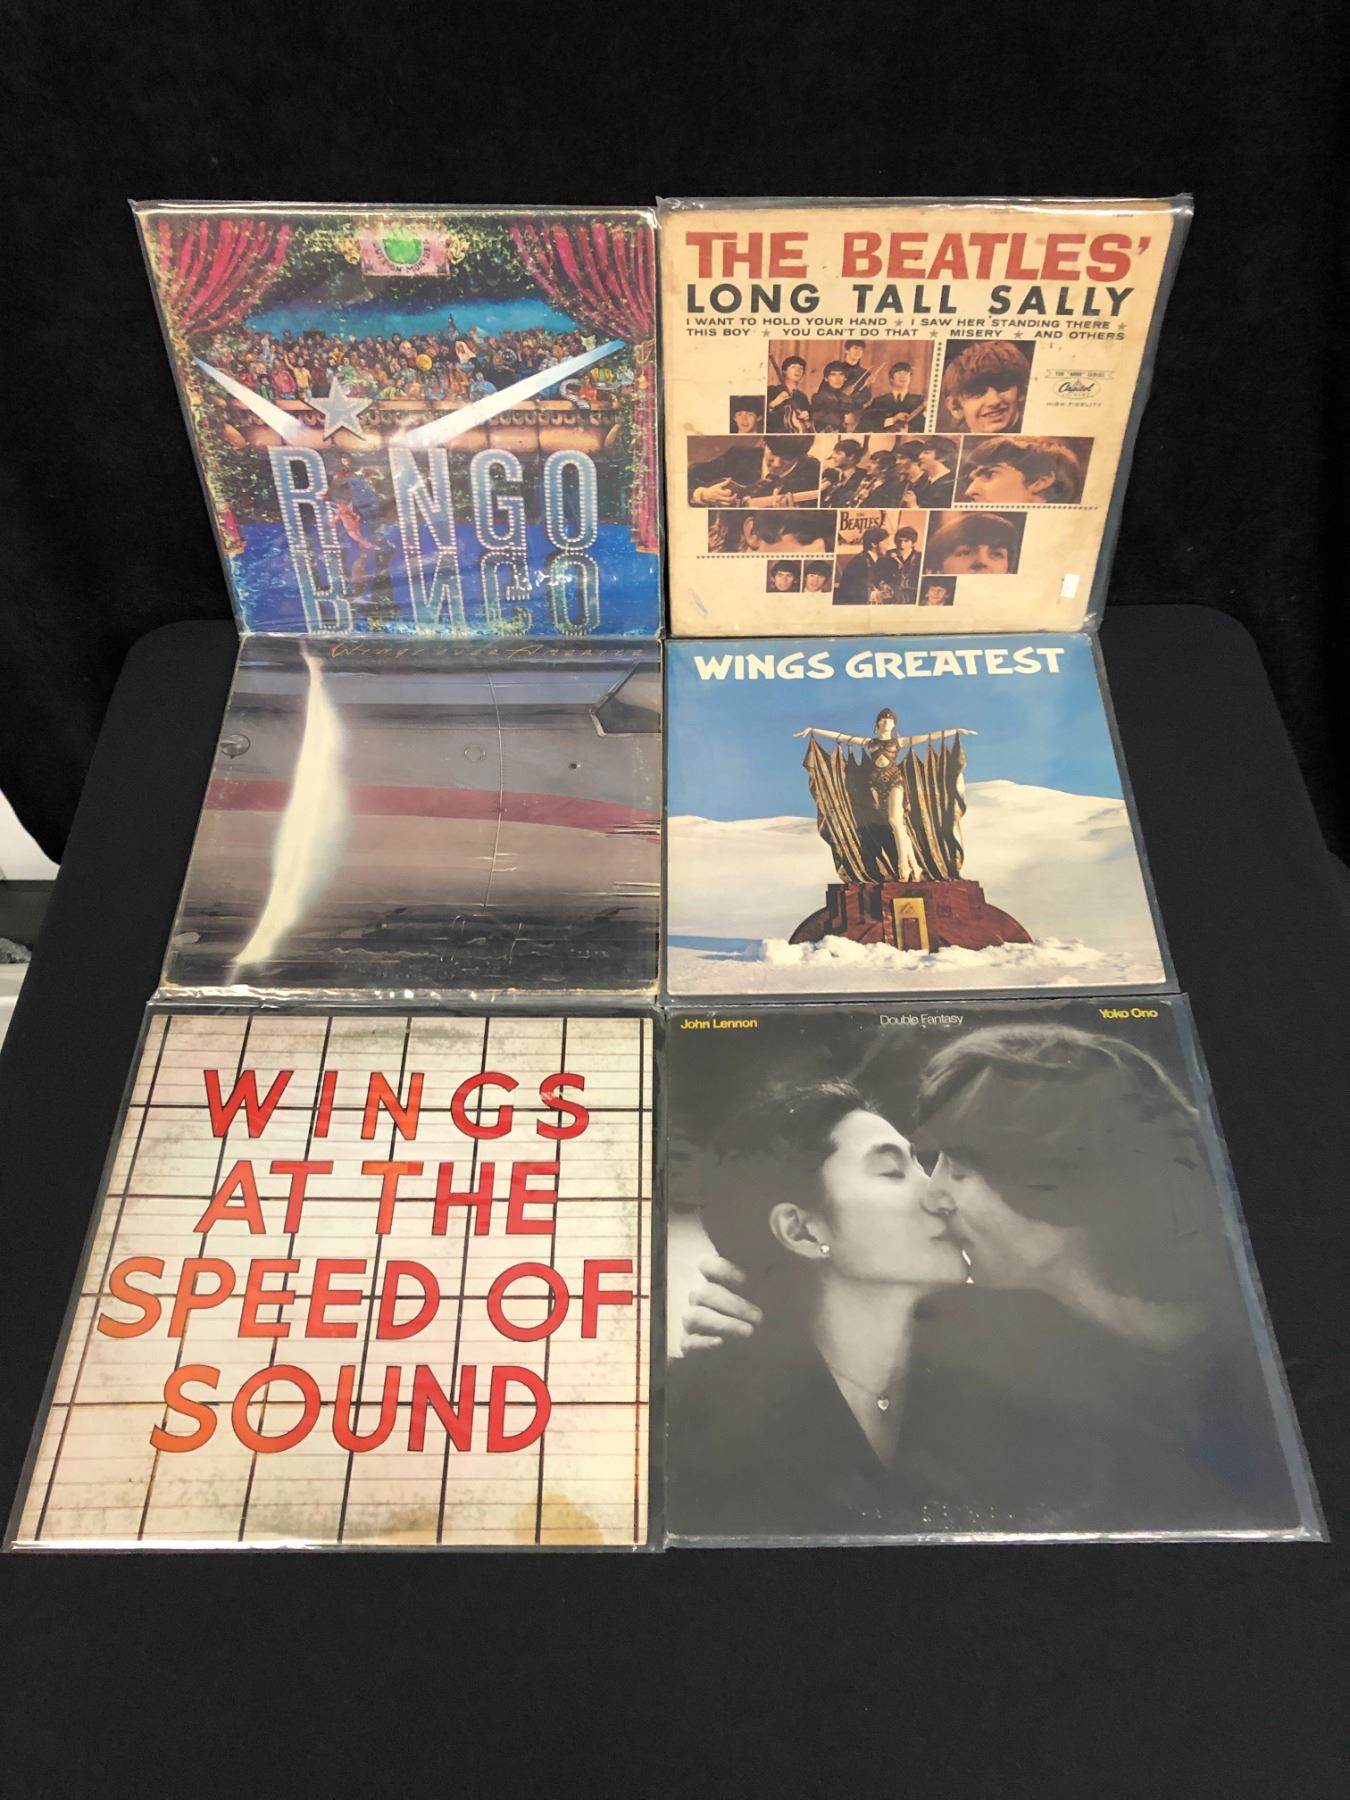 RINGO
THE BEATLES'
LONG TALL SALLY
I WANT TO HOLD YOUR HAND ★ I SAW HER STANDING THERE ★
THIS BOY ★ YOU CAN'T DO THAT ★ MISERY ★ AND OTHERS
Capitol
HIGH FIDELITY
THE
BEATLES
Wings over America
WINGS GREATEST
WINGS
AT THE
SPEED OF
SOUND
John Lennon Double Fantasy Yoko Ono